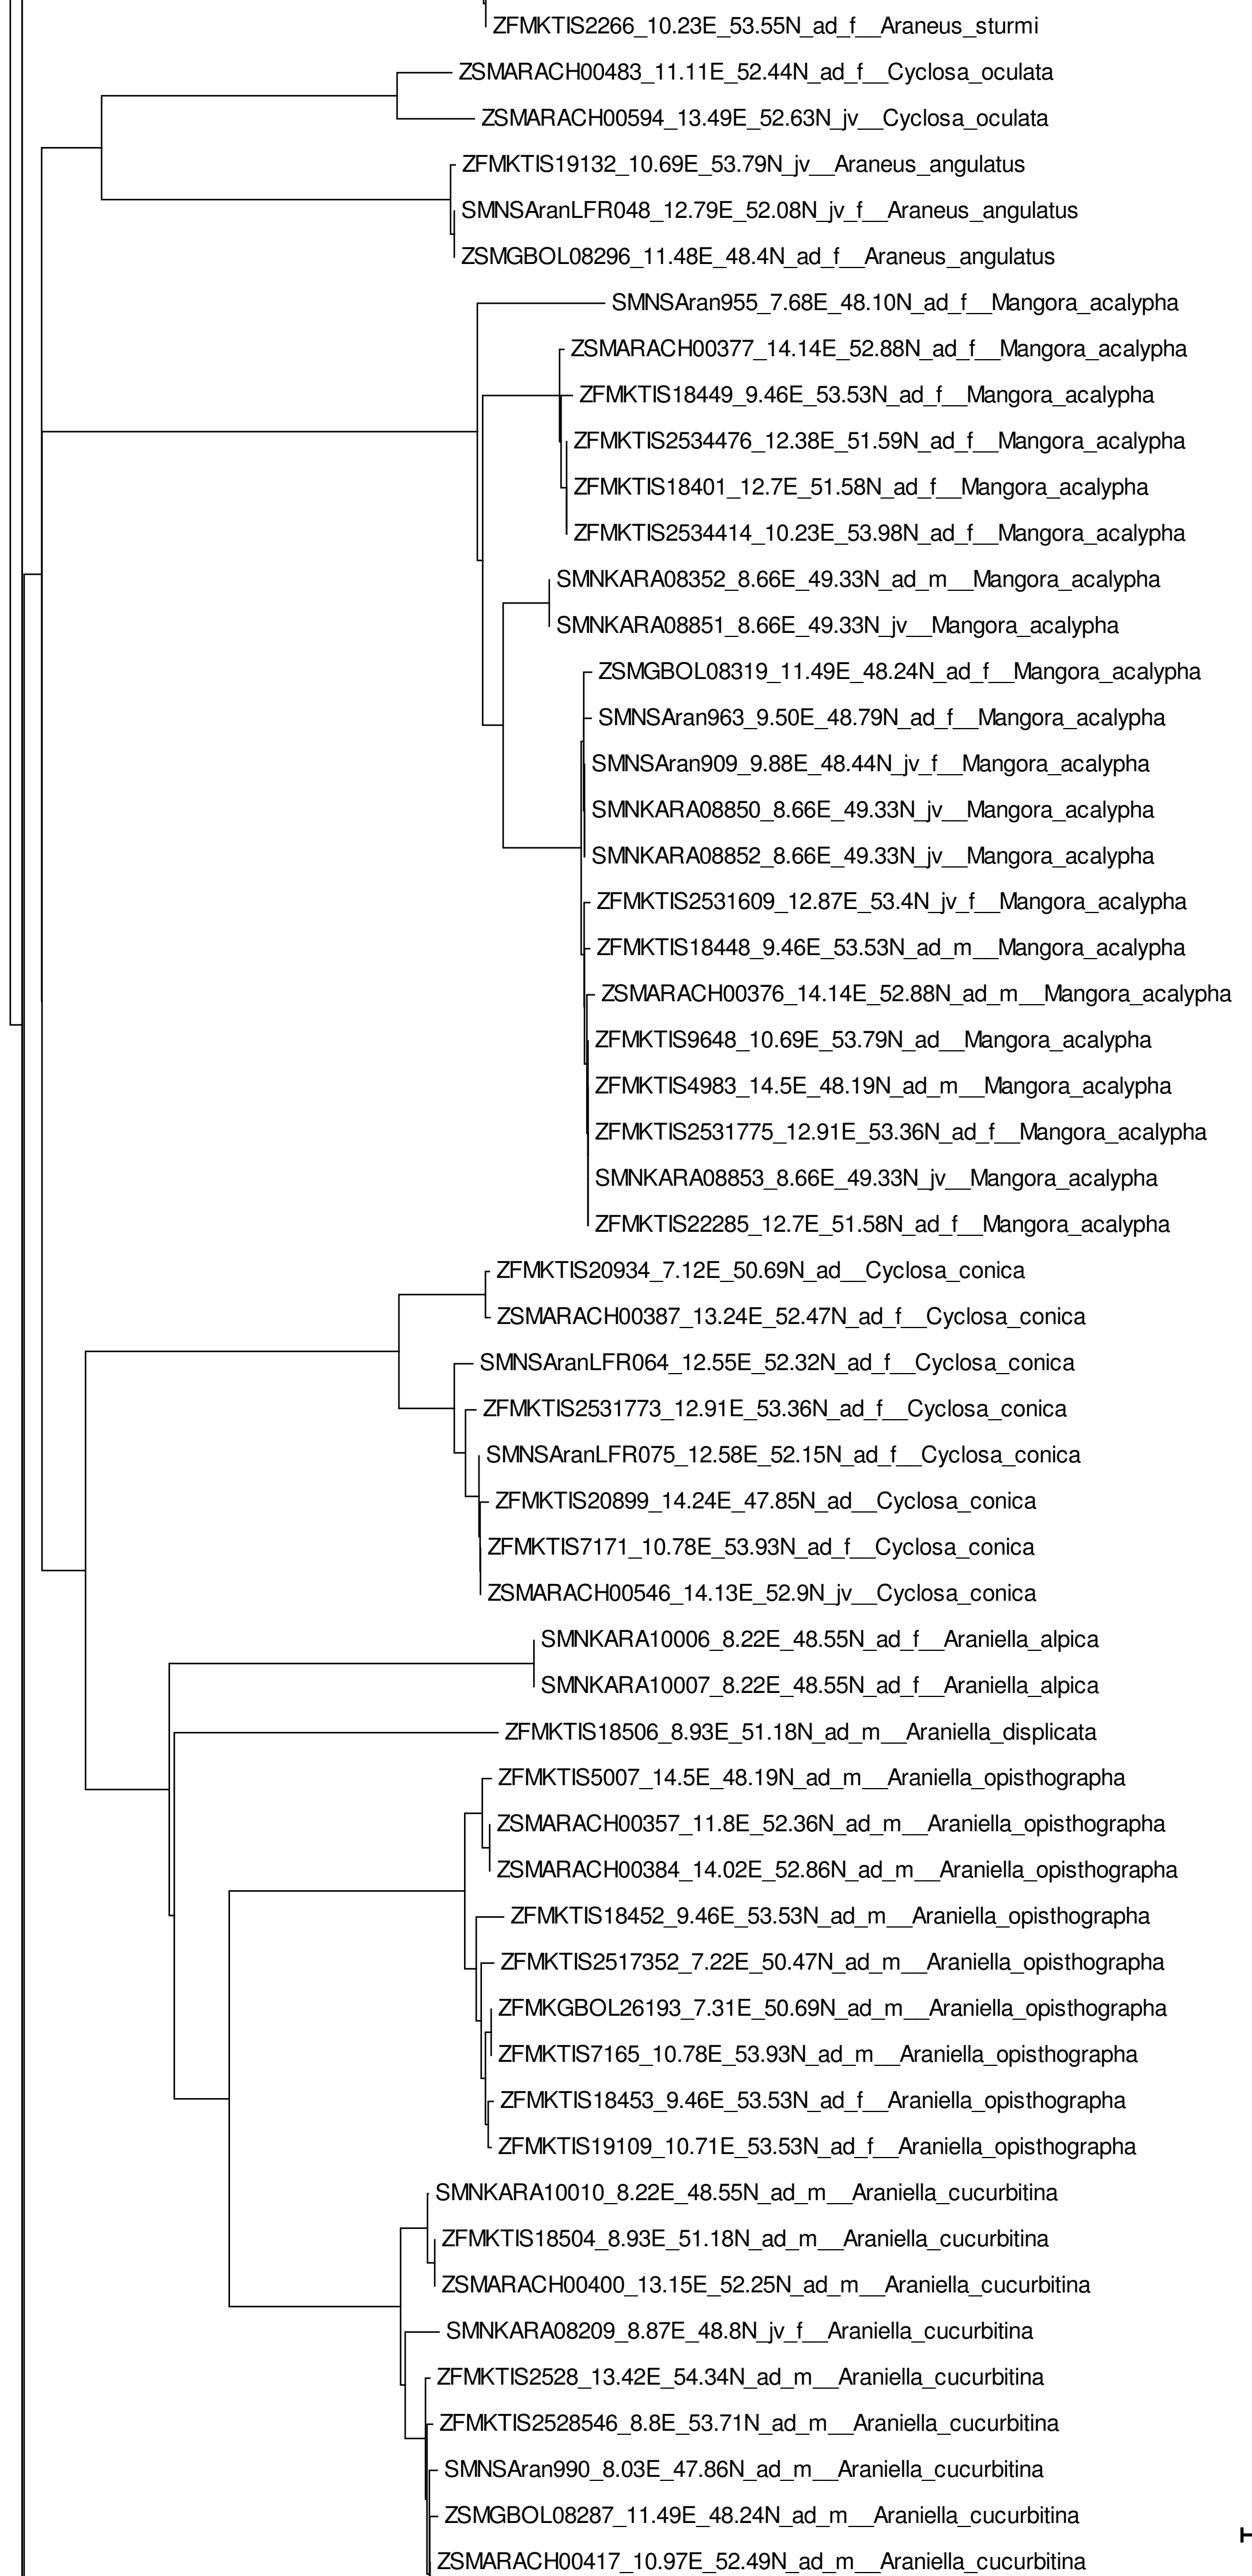 ZFMKTIS2266_10.23E_53.55N_ad_f__Araneus_sturmi
ZSMARACH00483_11.11E_52.44N_ad_f__Cyclosa_oculata
ZSMARACH00594_13.49E_52.63N_jv__Cyclosa_oculata
ZFMKTIS19132_10.69E_53.79N_jv__Araneus_angulatus
SMNSAranLFR048_12.79E_52.08N_jv_f__Araneus_angulatus
ZSMGBOL08296_11.48E_48.4N_ad_f__Araneus_angulatus
SMNSAran955_7.68E_48.10N_ad_f__Mangora_acalypha
ZSMARACH00377_14.14E_52.88N_ad_f__Mangora_acalypha
ZFMKTIS18449_9.46E_53.53N_ad_f__Mangora_acalypha
ZFMKTIS2534476_12.38E_51.59N_ad_f__Mangora_acalypha
ZFMKTIS18401_12.7E_51.58N_ad_f__Mangora_acalypha
ZFMKTIS2534414_10.23E_53.98N_ad_f__Mangora_acalypha
SMNKARA08352_8.66E_49.33N_ad_m__Mangora_acalypha
SMNKARA08851_8.66E_49.33N_jv__Mangora_acalypha
ZSMGBOL08319_11.49E_48.24N_ad_f__Mangora_acalypha
SMNSAran963_9.50E_48.79N_ad_f__Mangora_acalypha
SMNSAran909_9.88E_48.44N_jv_f__Mangora_acalypha
SMNKARA08850_8.66E_49.33N_jv__Mangora_acalypha
SMNKARA08852_8.66E_49.33N_jv__Mangora_acalypha
ZFMKTIS2531609_12.87E_53.4N_jv_f__Mangora_acalypha
ZFMKTIS18448_9.46E_53.53N_ad_m__Mangora_acalypha
ZSMARACH00376_14.14E_52.88N_ad_m__Mangora_acalypha
ZFMKTIS9648_10.69E_53.79N_ad__Mangora_acalypha
ZFMKTIS4983_14.5E_48.19N_ad_m__Mangora_acalypha
ZFMKTIS2531775_12.91E_53.36N_ad_f__Mangora_acalypha
SMNKARA08853_8.66E_49.33N_jv__Mangora_acalypha
ZFMKTIS22285_12.7E_51.58N_ad_f__Mangora_acalypha
ZFMKTIS20934_7.12E_50.69N_ad__Cyclosa_conica
ZSMARACH00387_13.24E_52.47N_ad_f__Cyclosa_conica
SMNSAranLFR064_12.55E_52.32N_ad_f__Cyclosa_conica
ZFMKTIS2531773_12.91E_53.36N_ad_f__Cyclosa_conica
SMNSAranLFR075_12.58E_52.15N_ad_f__Cyclosa_conica
ZFMKTIS20899_14.24E_47.85N_ad__Cyclosa_conica
ZFMKTIS7171_10.78E_53.93N_ad_f__Cyclosa_conica
ZSMARACH00546_14.13E_52.9N_jv__Cyclosa_conica
SMNKARA10006_8.22E_48.55N_ad_f__Araniella_alpica
SMNKARA10007_8.22E_48.55N_ad_f__Araniella_alpica
ZFMKTIS18506_8.93E_51.18N_ad_m__Araniella_displicata
ZFMKTIS5007_14.5E_48.19N_ad_m__Araniella_opisthographa
ZSMARACH00357_11.8E_52.36N_ad_m__Araniella_opisthographa
ZSMARACH00384_14.02E_52.86N_ad_m__Araniella_opisthographa
ZFMKTIS18452_9.46E_53.53N_ad_m__Araniella_opisthographa
ZFMKTIS2517352_7.22E_50.47N_ad_m__Araniella_opisthographa
ZFMKGBOL26193_7.31E_50.69N_ad_m__Araniella_opisthographa
ZFMKTIS7165_10.78E_53.93N_ad_m__Araniella_opisthographa
ZFMKTIS18453_9.46E_53.53N_ad_f__Araniella_opisthographa
ZFMKTIS19109_10.71E_53.53N_ad_f__Araniella_opisthographa
SMNKARA10010_8.22E_48.55N_ad_m__Araniella_cucurbitina
ZFMKTIS18504_8.93E_51.18N_ad_m__Araniella_cucurbitina
ZSMARACH00400_13.15E_52.25N_ad_m__Araniella_cucurbitina
SMNKARA08209_8.87E_48.8N_jv_f__Araniella_cucurbitina
ZFMKTIS2528_13.42E_54.34N_ad_m__Araniella_cucurbitina
ZFMKTIS2528546_8.8E_53.71N_ad_m__Araniella_cucurbitina
SMNSAran990_8.03E_47.86N_ad_m__Araniella_cucurbitina
ZSMGBOL08287_11.49E_48.24N_ad_m__Araniella_cucurbitina
ZSMARACH00417_10.97E_52.49N_ad_m__Araniella_cucurbitina